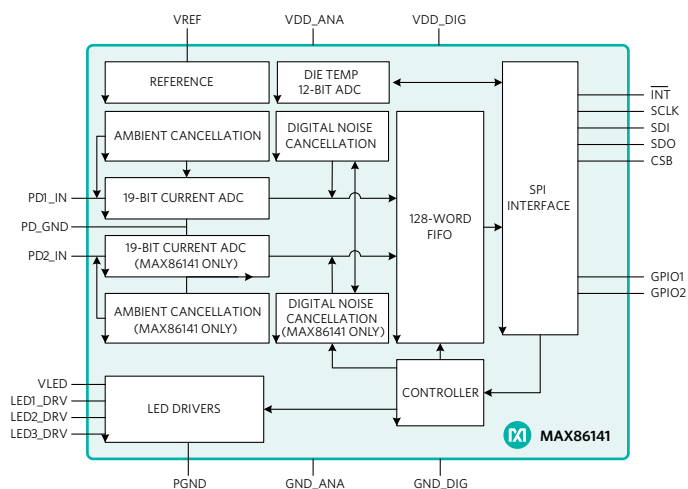 VREF
VDD_ANA
VDD_DIG
REFERENCE
DIE TEMP
12-BIT ADC
INT
SCLK
SDI
SDO
CSB
AMBIENT CANCELLATION
DIGITAL NOISE
CANCELLATION
SPI
INTERFACE
128-WORD
FIFO
PD1_IN
19-BIT CURRENT ADC
PD_GND
PD2_IN
19-BIT CURRENT ADC
(MAX86141 ONLY)
GPIO1
GPIO2
AMBIENT CANCELLATION
(MAX86141 ONLY)
DIGITAL NOISE
CANCELLATION
(MAX86141 ONLY)
VLED
LED1_DRV
LED2_DRV
LED3_DRV
LED DRIVERS
CONTROLLER
MAX86141
PGND
GND_ANA
GND_DIG